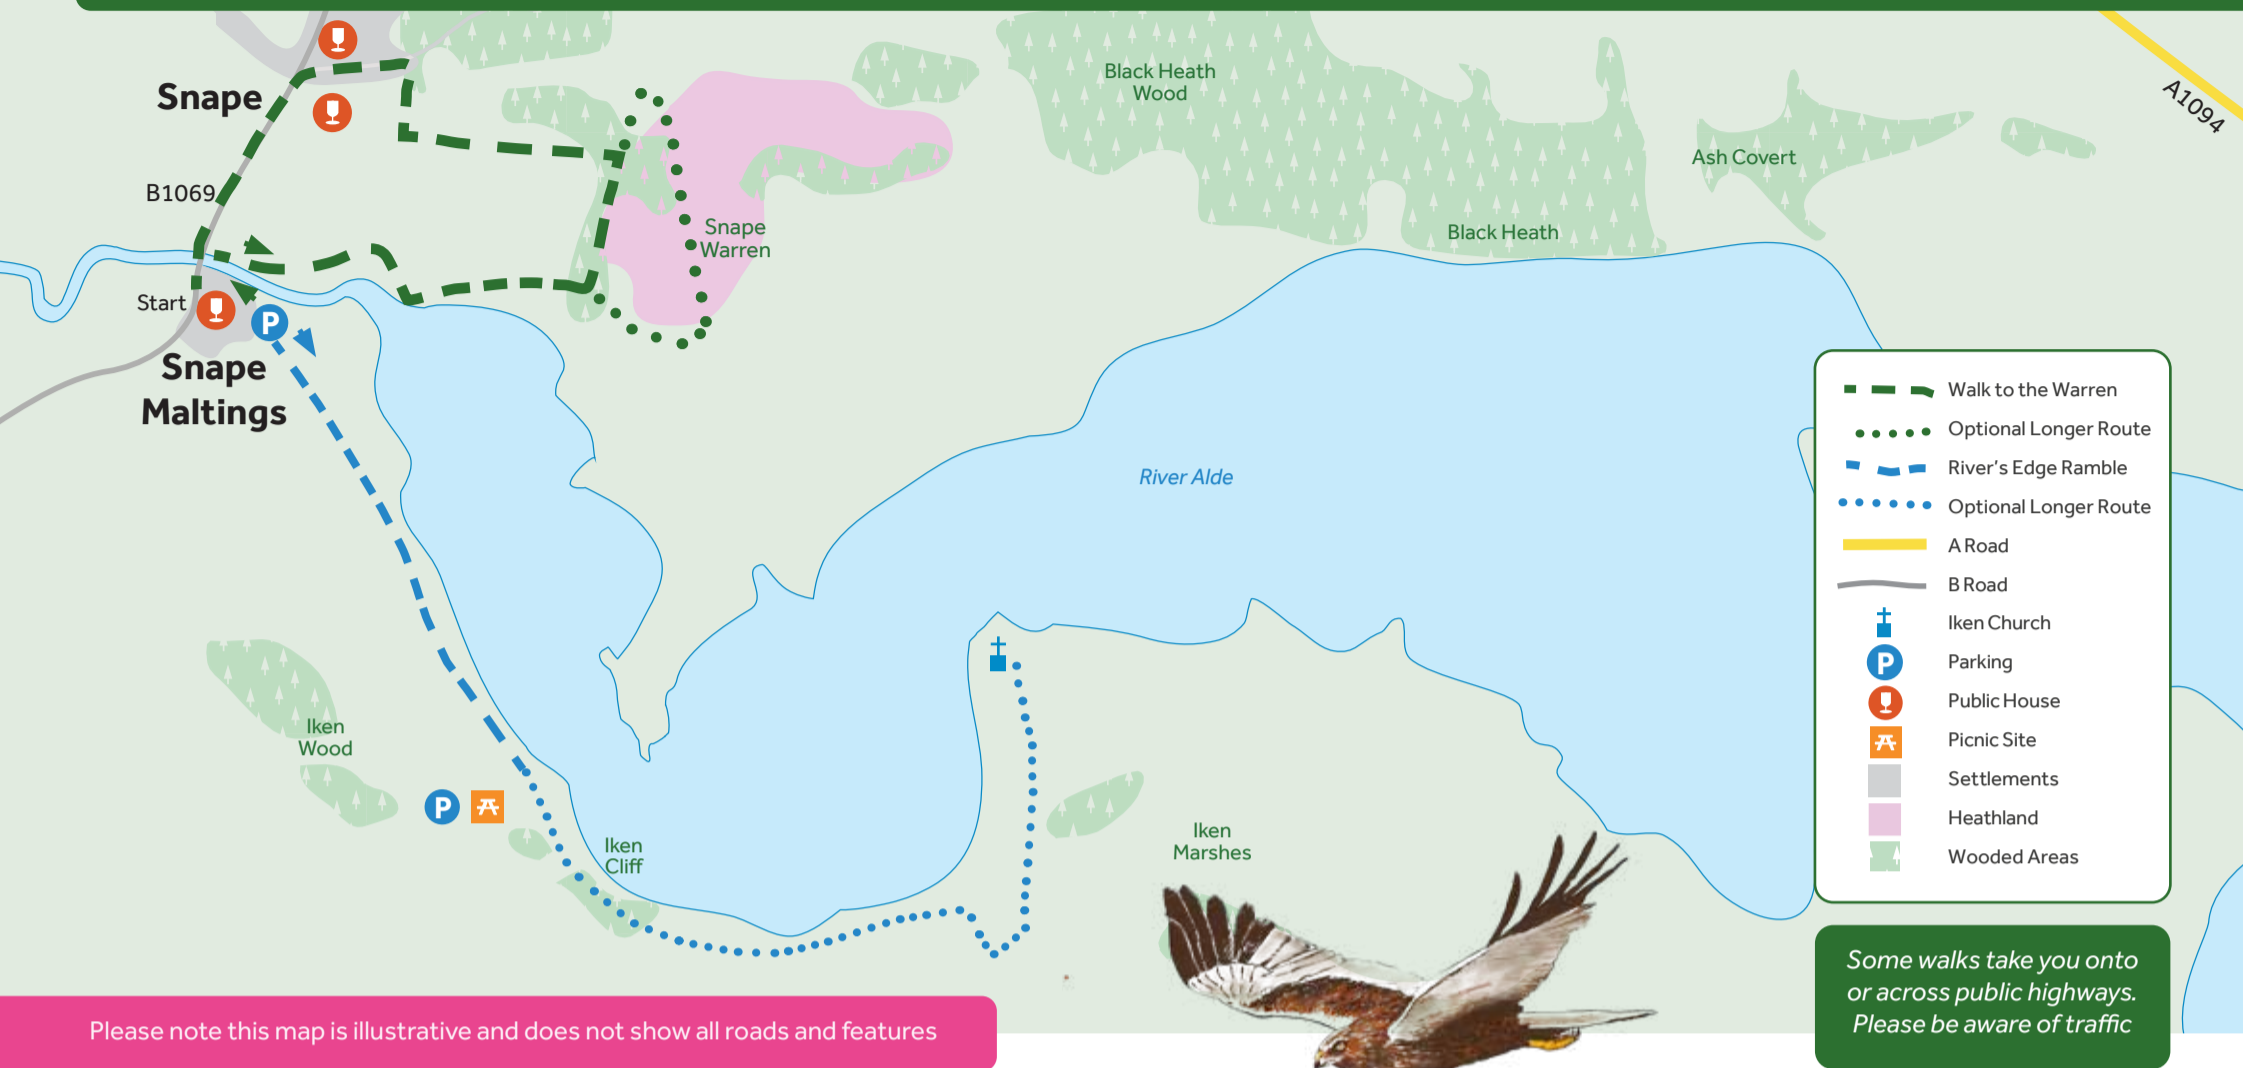 Snape
B1069
Start
P
Snape
Maltings
Snape
Warren
Black Heath
Wood
Black Heath
Ash Covert
A1094
River Alde
Iken
Wood
P
Iken
Cliff
Iken
Marshes
Walk to the Warren
Optional Longer Route
River's Edge Ramble
Optional Longer Route
A Road
B Road
Iken Church
P
Parking
Public House
Picnic Site
Settlements
Heathland
Wooded Areas
Some walks take you onto
or across public highways.
Please be aware of traffic
Please note this map is illustrative and does not show all roads and features